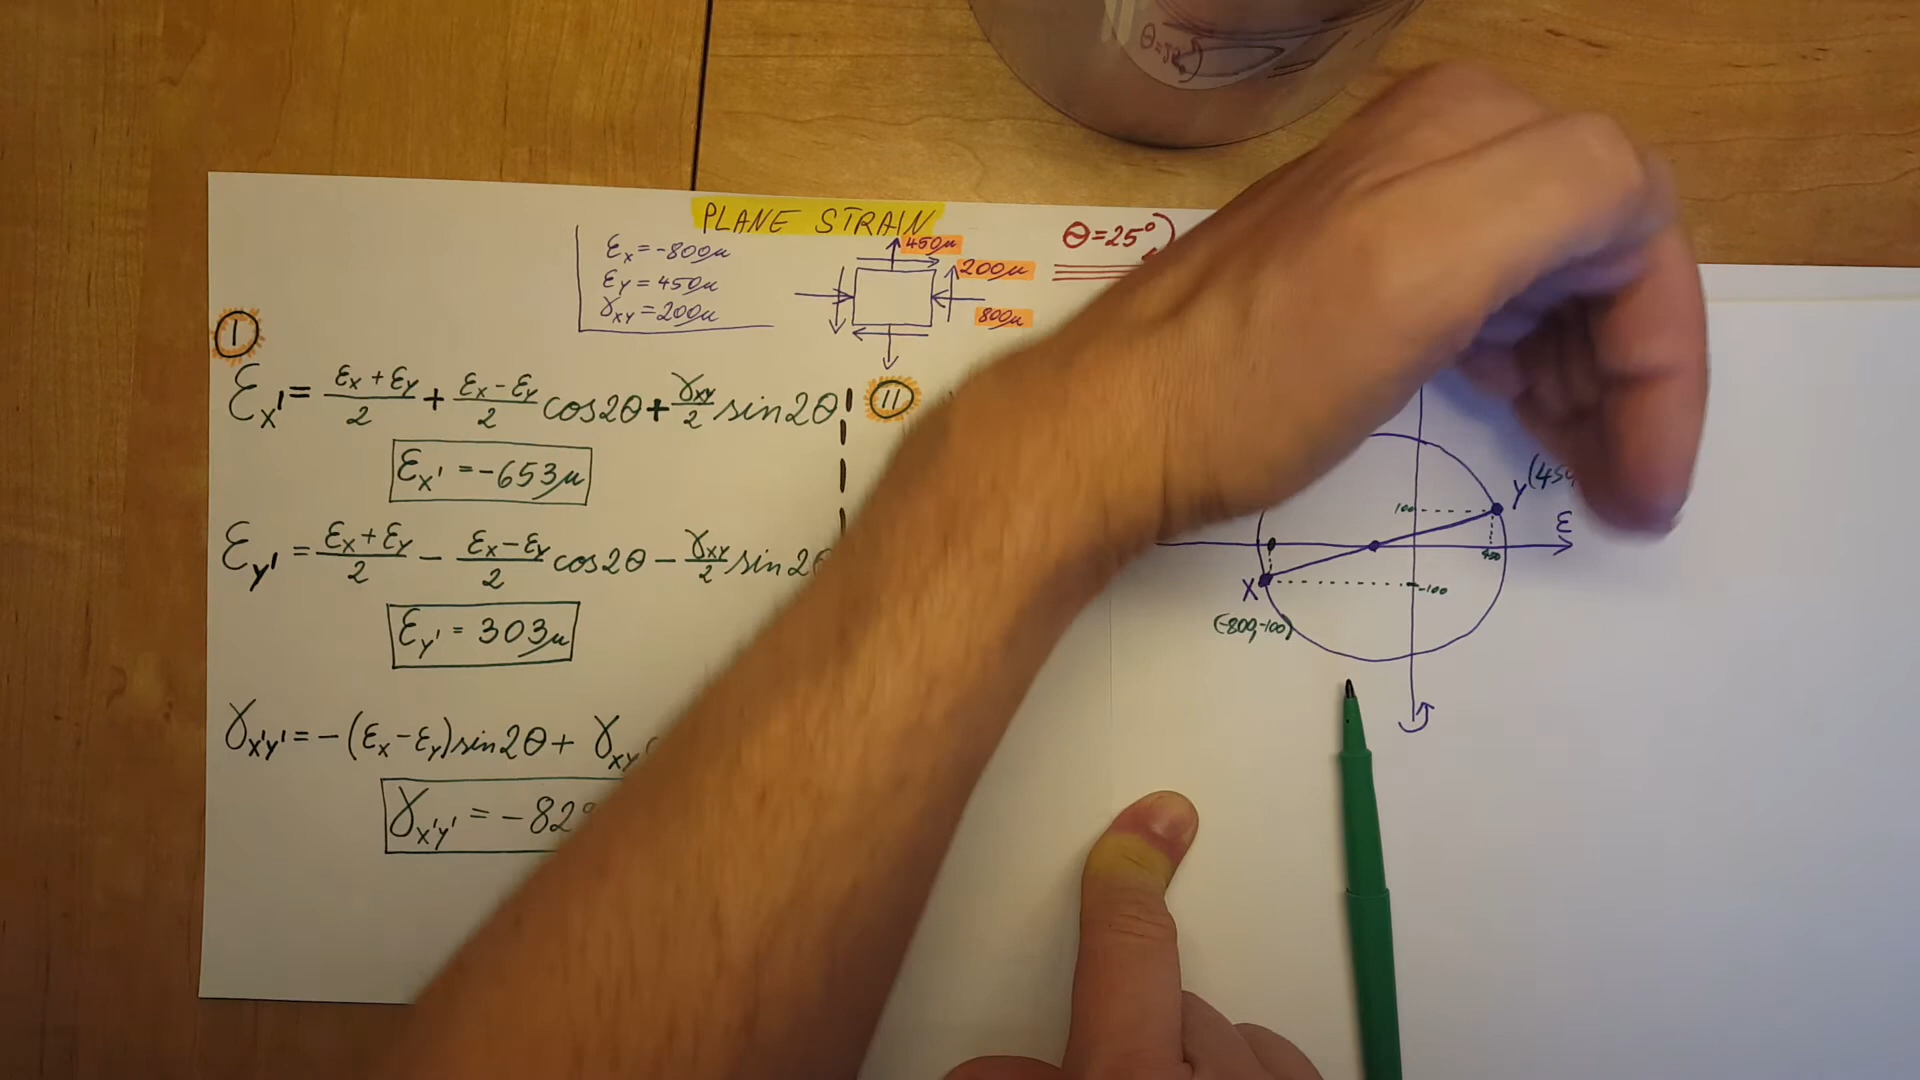 PLANE STRAIN
εx = -800μ
εy = 450μ
γxy = 200μ
450μ
200μ
800μ
θ=25°
I
εx' = εx + εy / 2 + εx - εy / 2 cos2θ + γxy / 2 sin2θ
εx' = -653μ
εy' = εx + εy / 2 - εx - εy / 2 cos2θ - γxy / 2 sin2
εy' = 303μ
γx'y' = -(εx - εy)sin2θ + γxy
γx'y' = -82
II
Y (450,
100
ε
450
X
-100
(-800,-100)